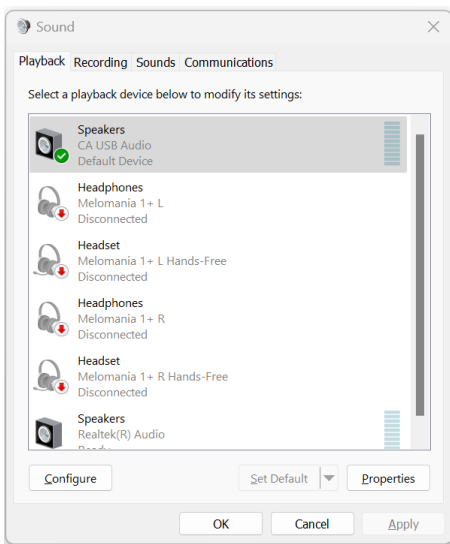 Sound
Playback Recording Sounds Communications
Select a playback device below to modify its settings:
Speakers
CA USB Audio
Default Device
Headphones
Melomania 1+ L
Disconnected
Headset
Melomania 1+ L Hands-Free
Disconnected
Headphones
Melomania 1+ R
Disconnected
Headset
Melomania 1+ R Hands-Free
Disconnected
Speakers
Realtek(R) Audio
Configure Set Default Properties
OK Cancel Apply